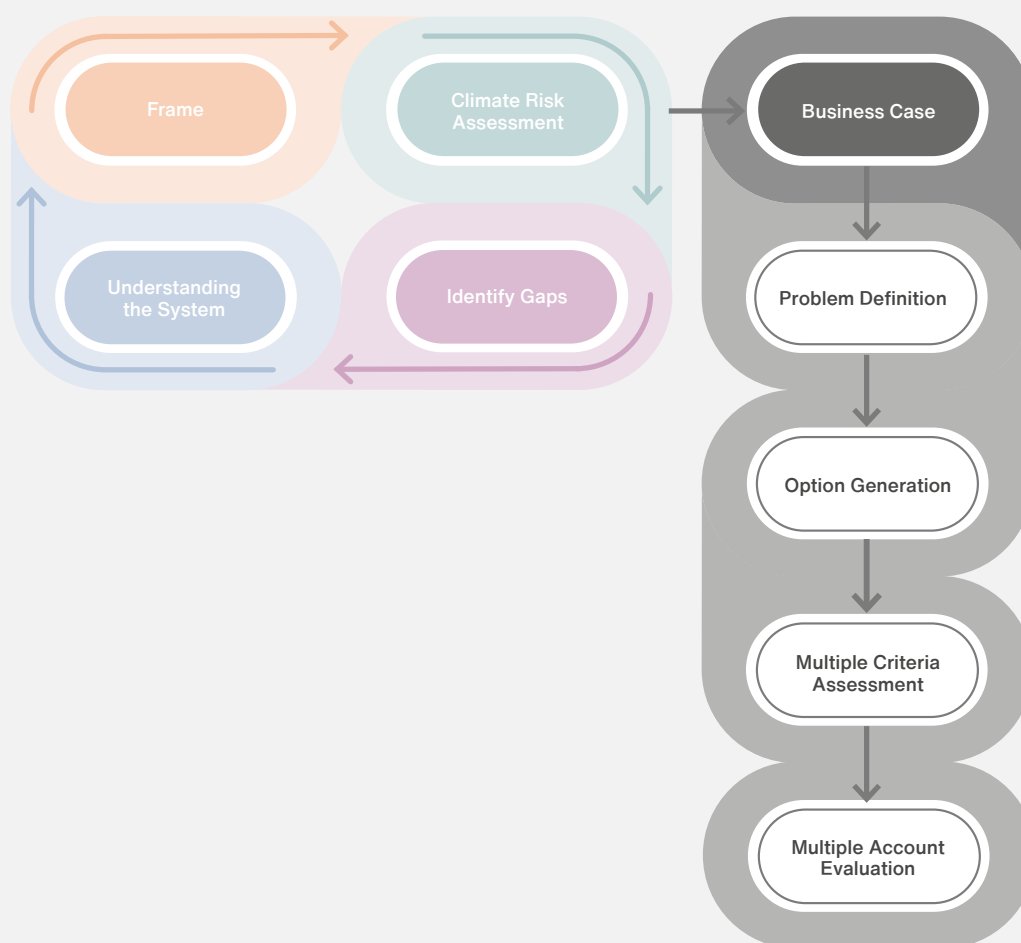 Frame
Climate Risk
Assessment
Business Case
Understanding
the System
Identify Gaps
Problem Definition
Option Generation
Multiple Criteria
Assessment
Multiple Account
Evaluation